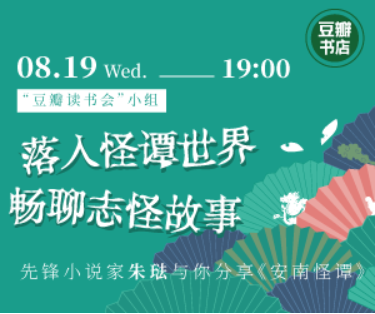 豆瓣
书店
08.19 Wed. 19:00
“豆瓣读书会”小组
落入怪谭世界
畅聊志怪故事
先锋小说家朱琺与你分享《安南怪谭》